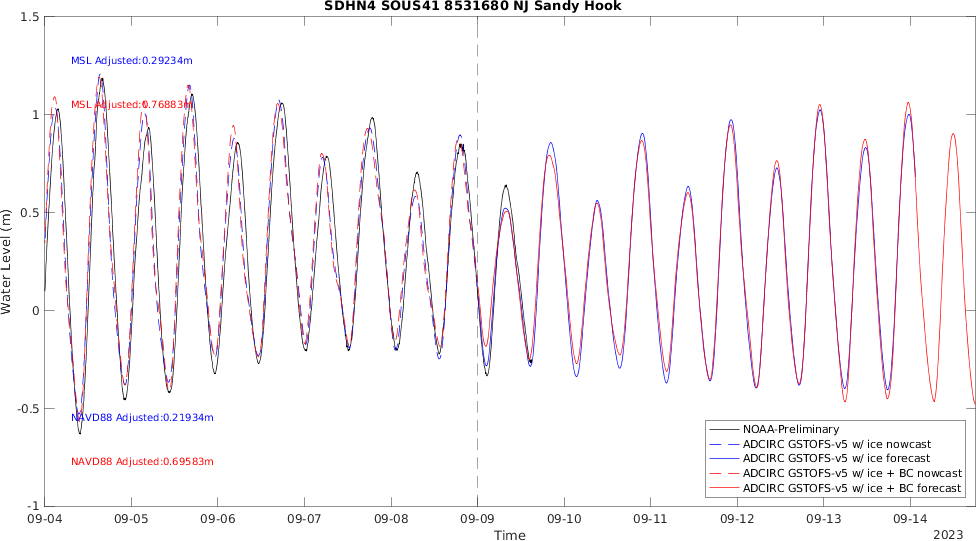 SDHN4 SOUS41 8531680 NJ Sandy Hook
1.5
1
0.5
0
-0.5
-1
Water Level (m)
MSL Adjusted:0.29234m
MSL Adjusted:0.76883m
NAVD88 Adjusted:0.21934m
NAVD88 Adjusted:0.69583m
NOAA-Preliminary
ADCIRC GSTOFS-v5 w/ ice nowcast
ADCIRC GSTOFS-v5 w/ ice forecast
ADCIRC GSTOFS-v5 w/ ice + BC nowcast
ADCIRC GSTOFS-v5 w/ ice + BC forecast
09-04 09-05 09-06 09-07 09-08 09-09 09-10 09-11 09-12 09-13 09-14
Time
2023